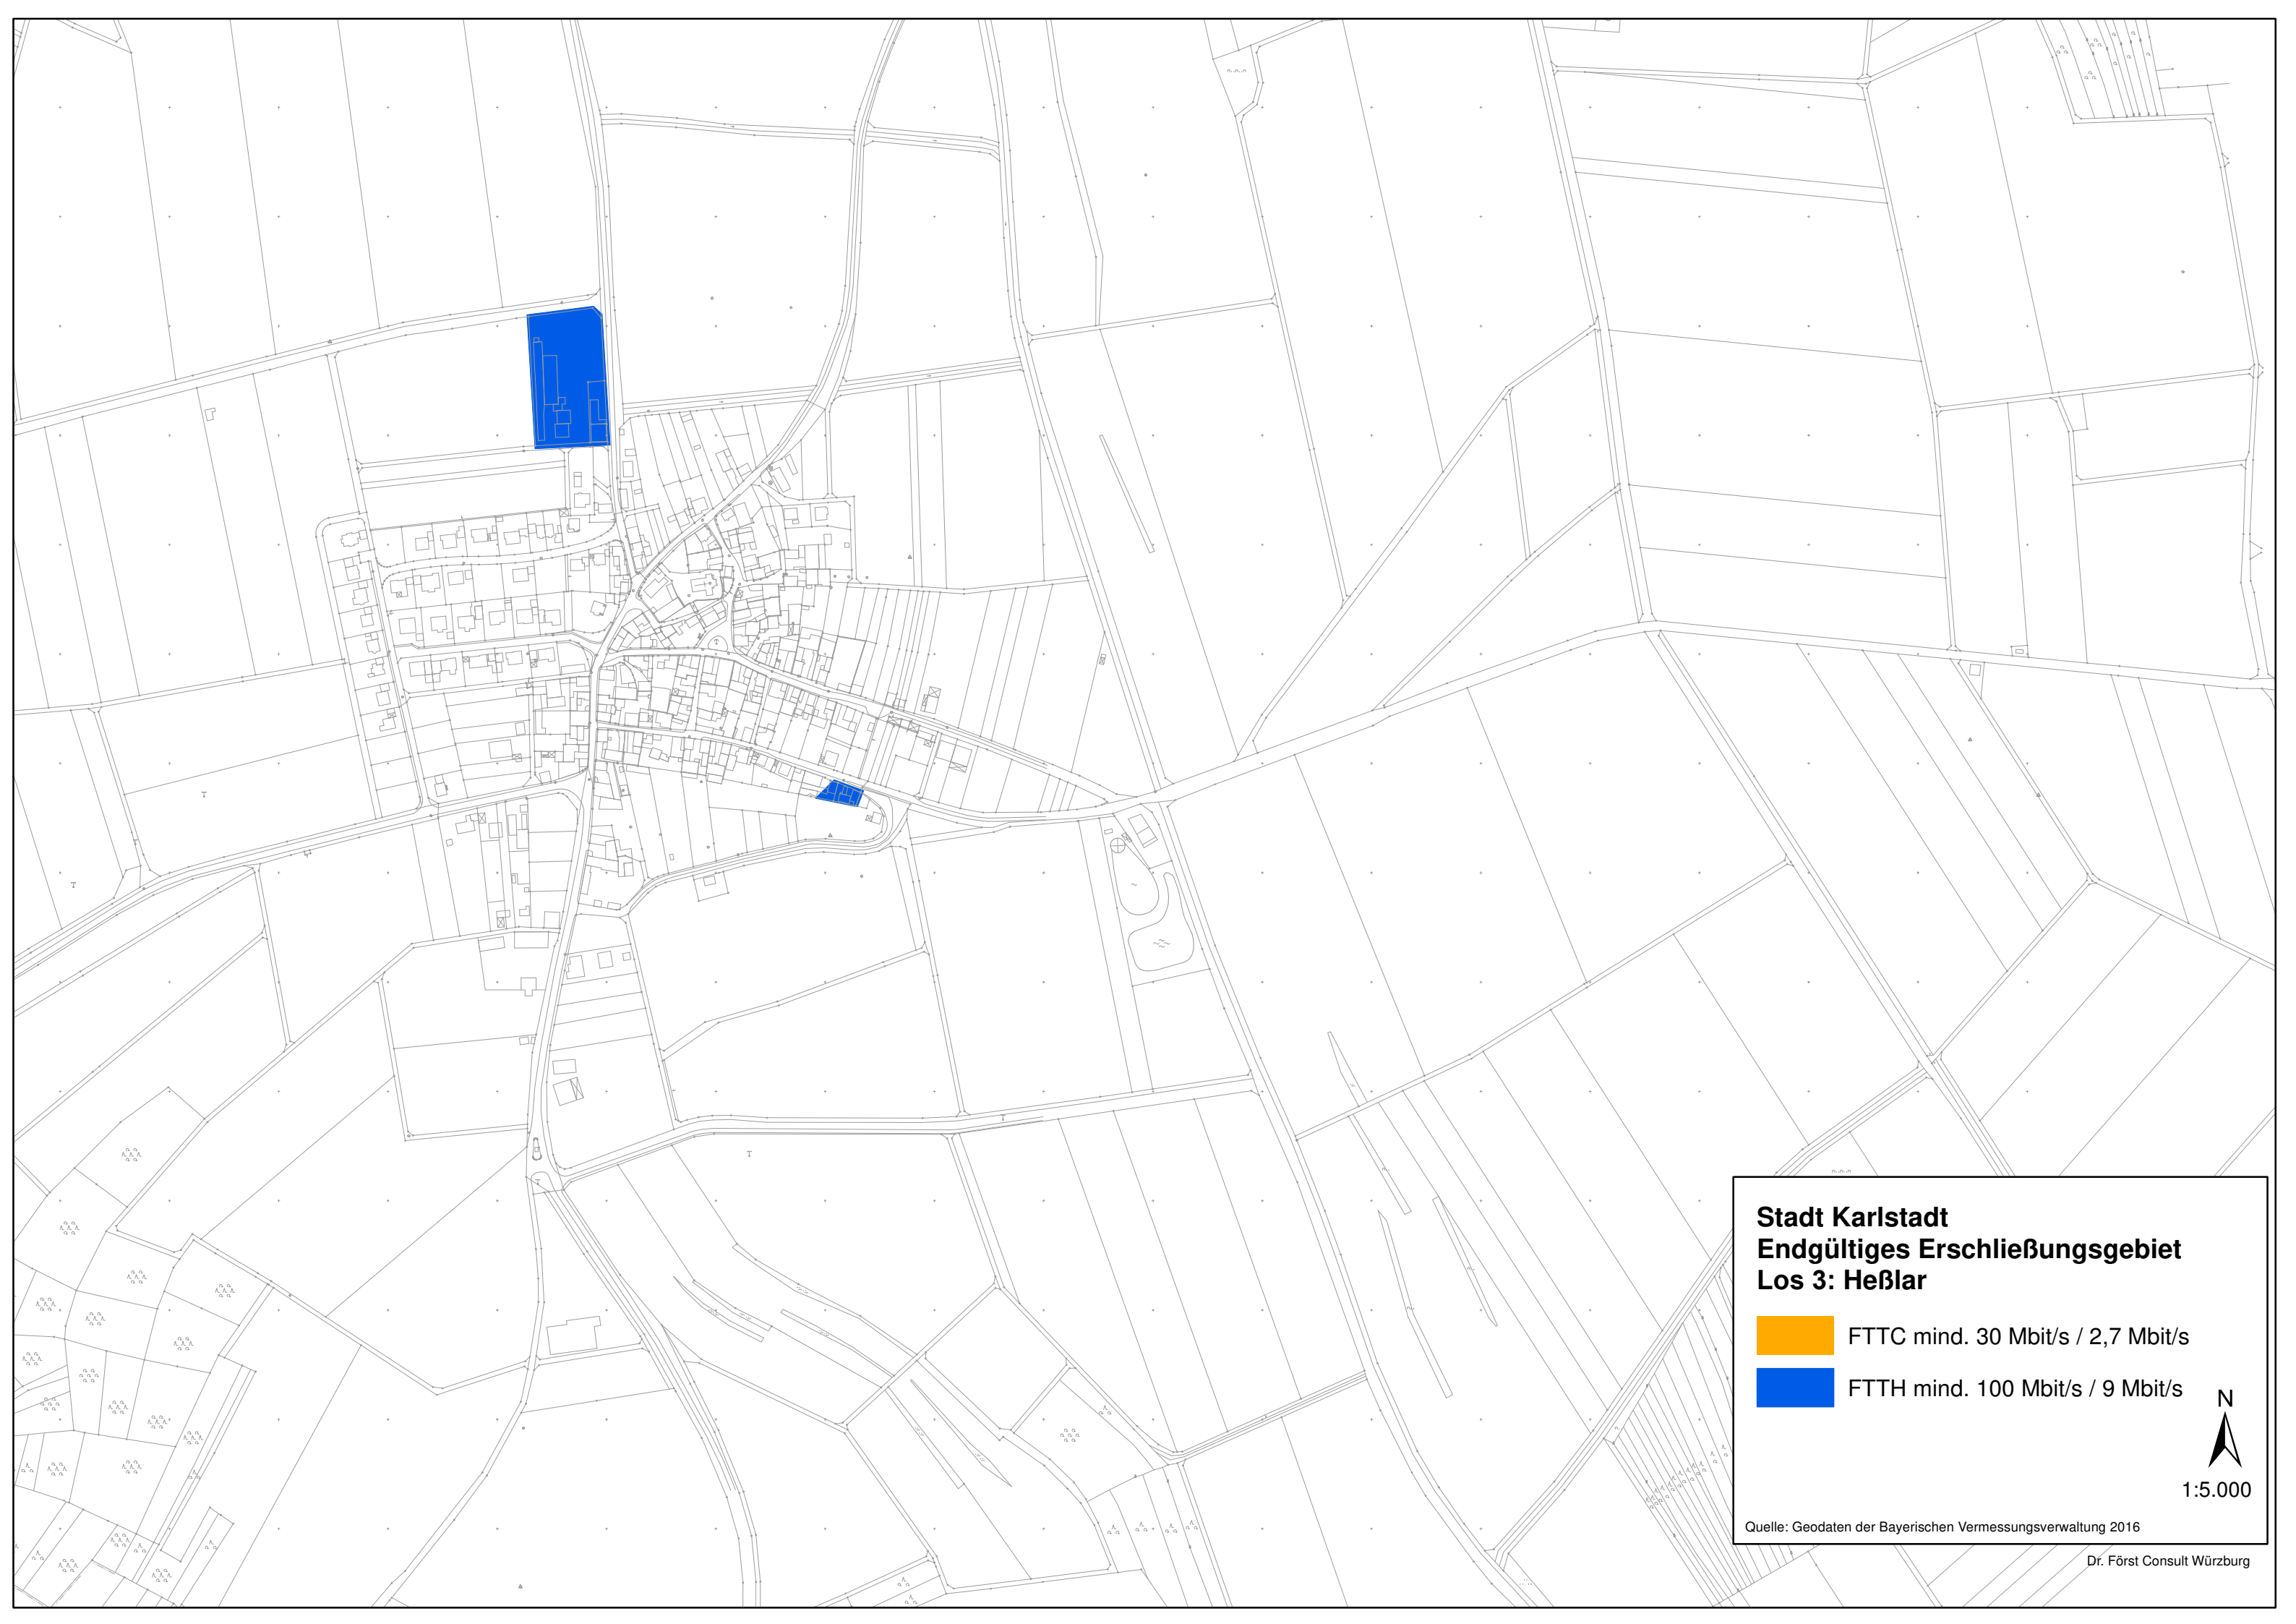 Stadt Karlstadt
Endgültiges Erschließungsgebiet
Los 3: Heßlar
FTTC mind. 30 Mbit/s / 2,7 Mbit/s
FTTH mind. 100 Mbit/s / 9 Mbit/s
N
1:5.000
Quelle: Geodaten der Bayerischen Vermessungsverwaltung 2016
Dr. Först Consult Würzburg